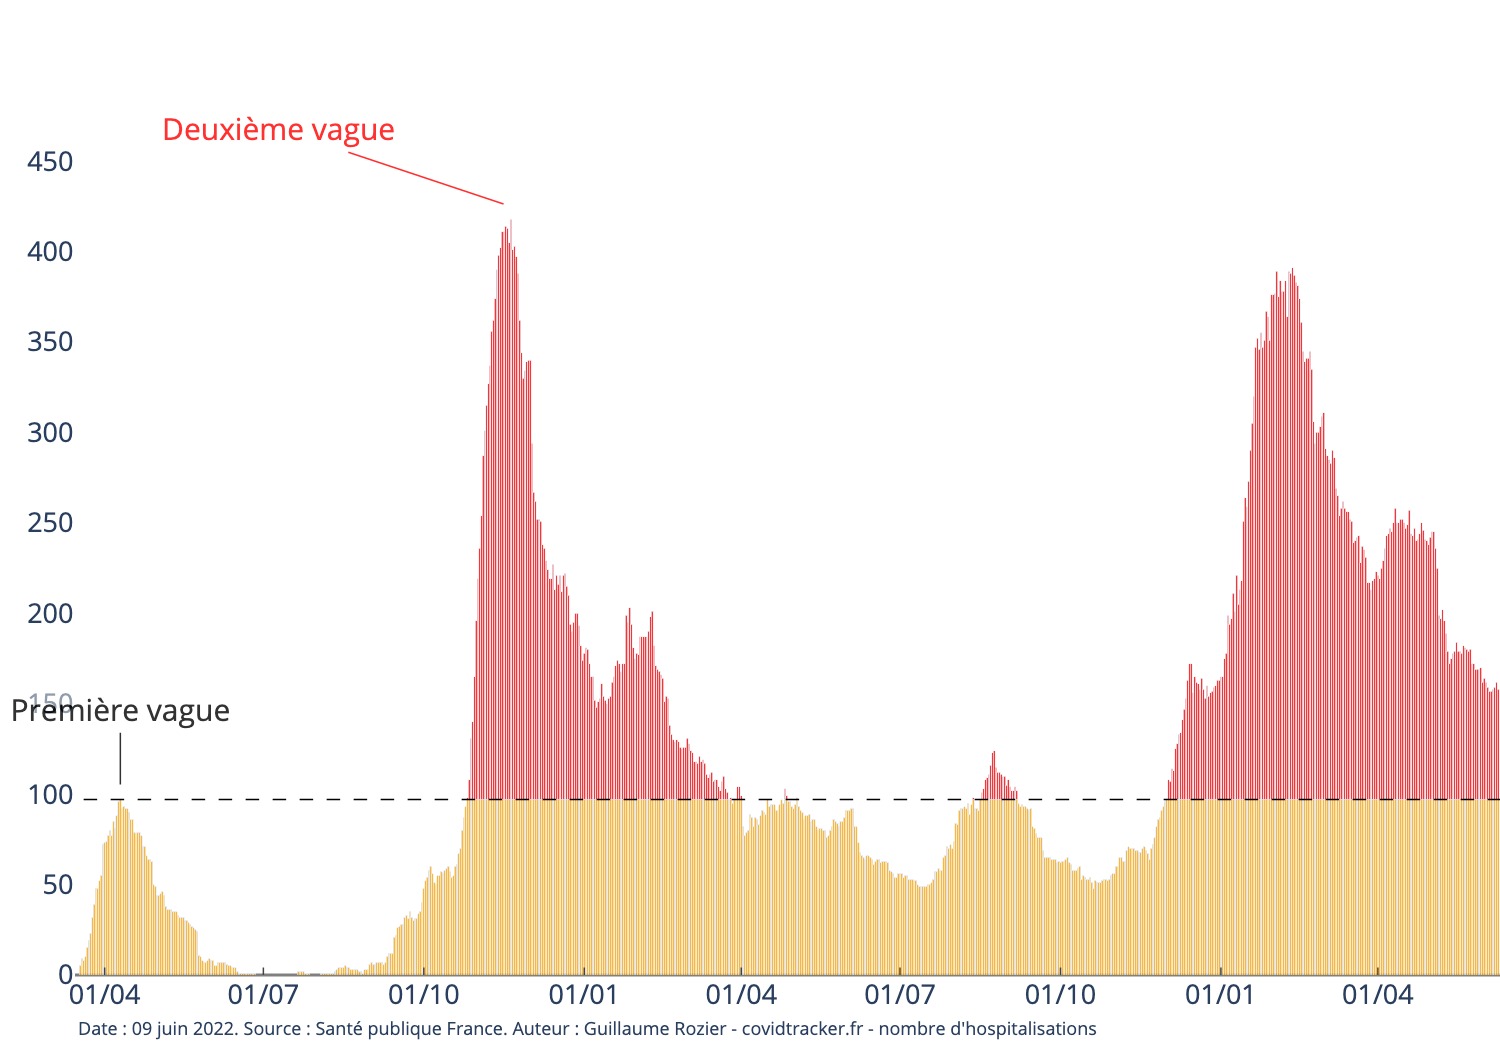 Deuxième vague
450
400
350
300
250
200
150
Première vague
100
50
0
01/04 01/07 01/10 01/01 01/04 01/07 01/10 01/01 01/04
Date : 09 juin 2022. Source : Santé publique France. Auteur : Guillaume Rozier - covidtracker.fr - nombre d'hospitalisations